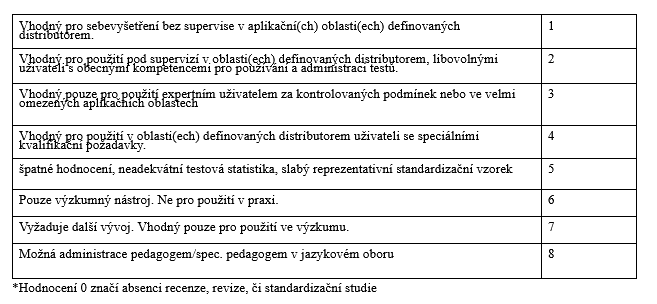 Vhodný pro sebevyšetření bez supervise v aplikační(ch) oblasti(ech) definovaných 1
distributorem.
Vhodný pro použití pod supervizí v oblasti(ech) definovaných distributorem, libovolnými 2
uživateli s obecnými kompetencemi pro používání a administraci testů.
Vhodný pouze pro použití expertním uživatelem za kontrolovaných podmínek nebo ve velmi 3
omezených aplikačních oblastech
Vhodný pro použití v oblasti(ech) definovaných distributorem uživateli se speciálními 4
kvalifikační požadavky.
špatné hodnocení, neadekvátní testová statistika, slabý reprezentativní standardizační vzorek 5
Pouze výzkumný nástroj. Ne pro použití v praxi. 6
Vyžaduje další vývoj. Vhodný pouze pro použití ve výzkumu. 7
Možná administrace pedagogem/spec. pedagogem v jazykovém oboru 8
*Hodnocení 0 značí absenci recenze, revize, či standardizační studie